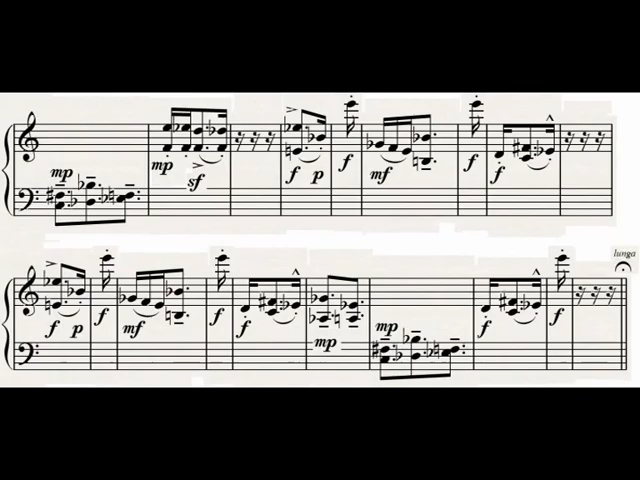 mp mp sf f p f mf f f
lunga
f p f mf f f mp mp f f